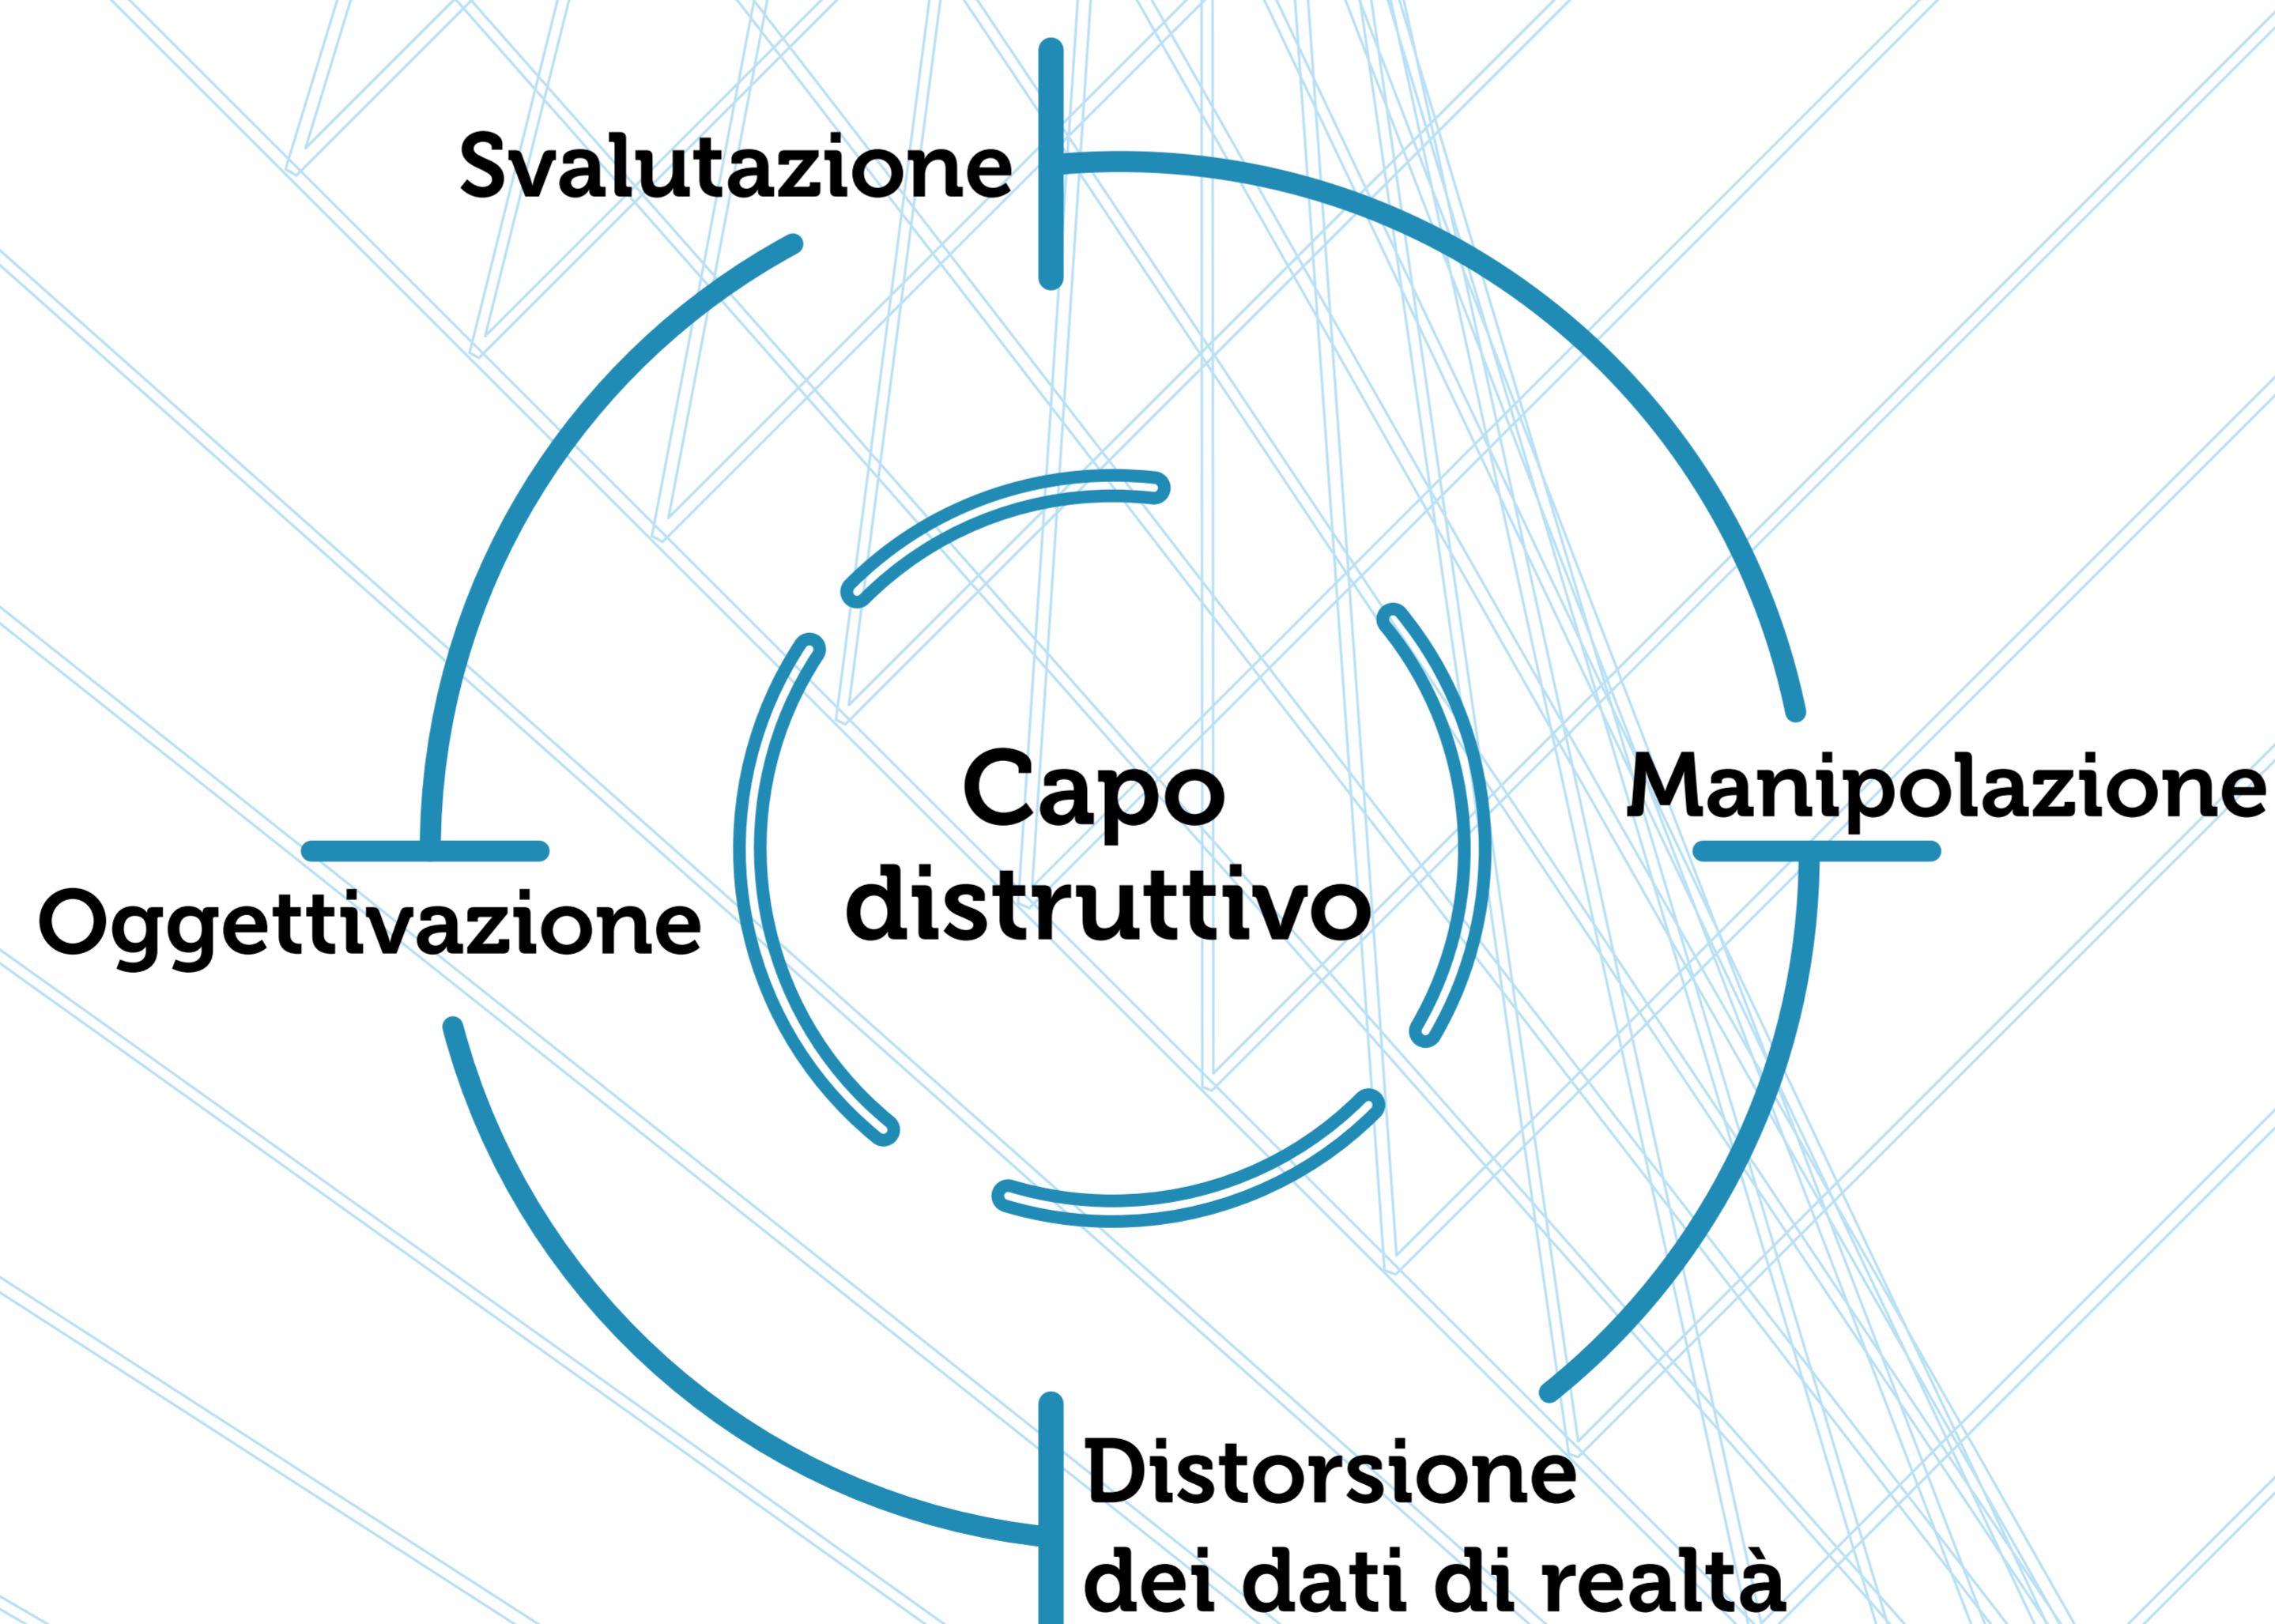 Svalutazione
Manipolazione
Capo
distruttivo
Oggettivazione
Distorsione
dei dati di realtà